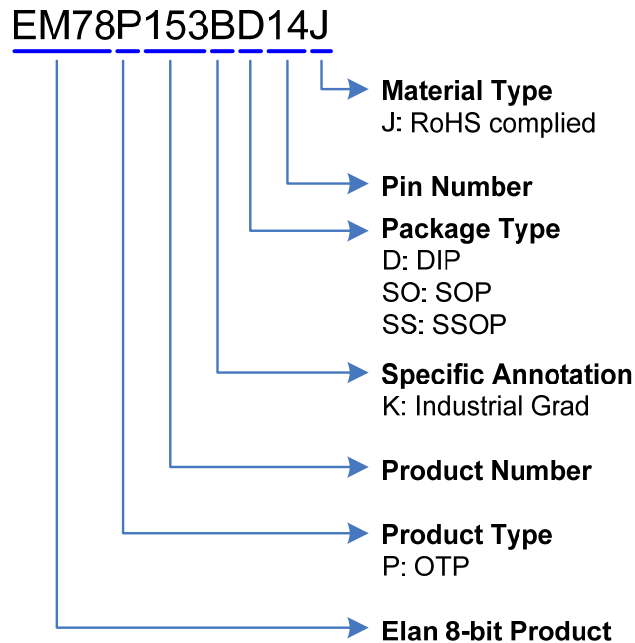 EM78P153BD14J
Material Type
J: RoHS complied
Pin Number
Package Type
D: DIP
SO: SOP
SS: SSOP
Specific Annotation
K: Industrial Grad
Product Number
Product Type
P: OTP
Elan 8-bit Product